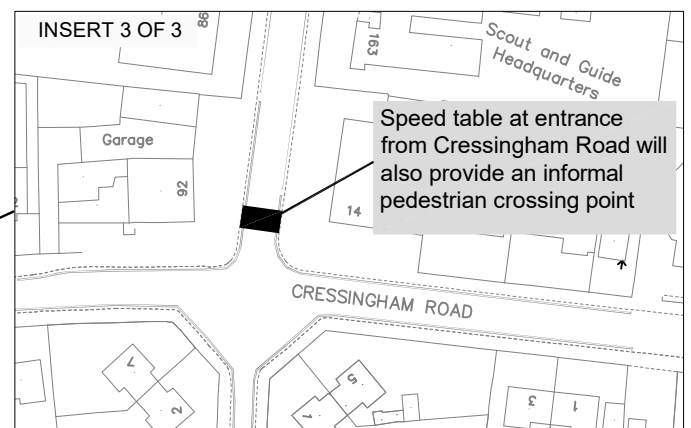 INSERT 3 OF 3
86
163
Scout and Guide
Headquarters
Garage
92
14
Speed table at entrance
from Cressingham Road will
also provide an informal
pedestrian crossing point
CRESSINGHAM ROAD
7
2
5
1
3
1